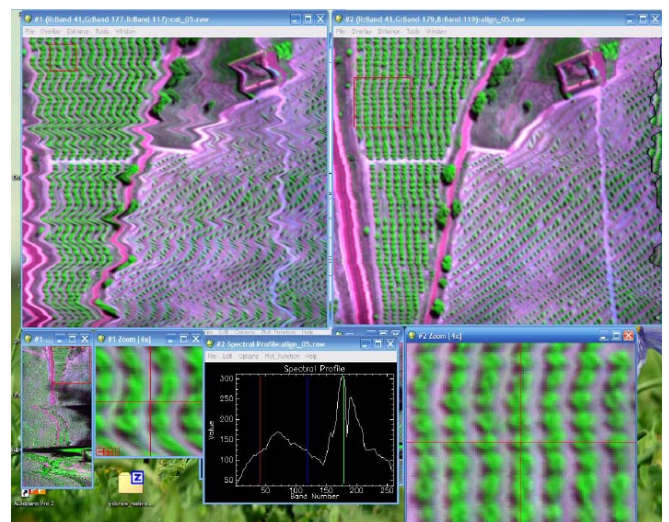 #1 (R:Band 41,G:Band 177,B:Band 117):cut_05.raw
File Overlay Enhance Tools Window
#2 (R:Band 41,G:Band 179,B:Band 119):align_05.raw
File Overlay Enhance Tools Window
#1 Zoom [4x]
#2 Spectral Profile:align_05.raw
File Edit Options Plot_Function Help
Spectral Profile
Value
300
250
200
150
100
50
50 100 150 200 250
Band Number
#2 Zoom [4x]
Autopano Pro 2